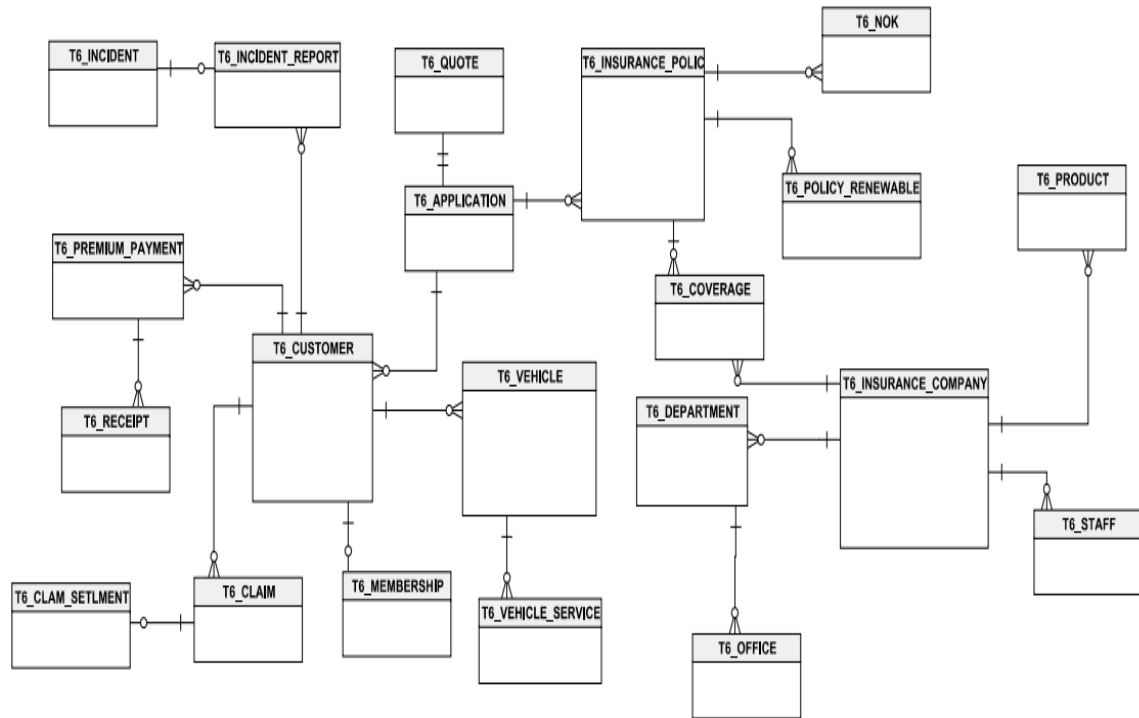 T6_NOK
T6_INCIDENT
T6_INCIDENT_REPORT
T6_QUOTE
T6_INSURANCE_POLIC
T6_PRODUCT
T6_POLICY_RENEWABLE
T6_APPLICATION
T6_PREMIUM_PAYMENT
T6_COVERAGE
T6_CUSTOMER
T6_VEHICLE
T6_INSURANCE_COMPANY
T6_DEPARTMENT
T6_RECEIPT
T6_STAFF
T6_CLAM_SETLMENT
T6_CLAIM
T6_MEMBERSHIP
T6_VEHICLE_SERVICE
T6_OFFICE